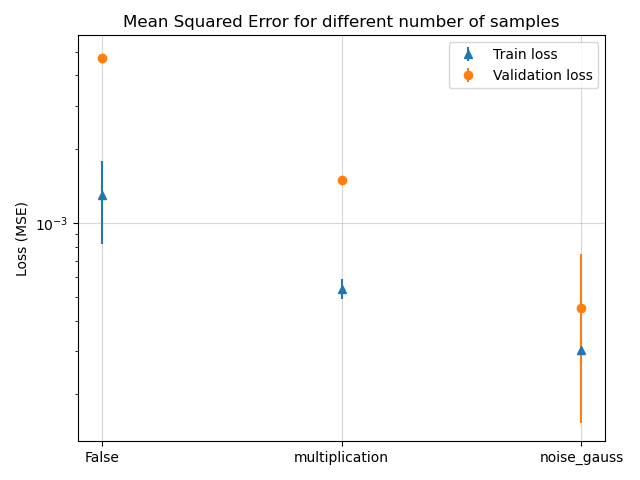 Mean Squared Error for different number of samples
Train loss
Validation loss
Loss (MSE)
10⁻³
False
multiplication
noise_gauss